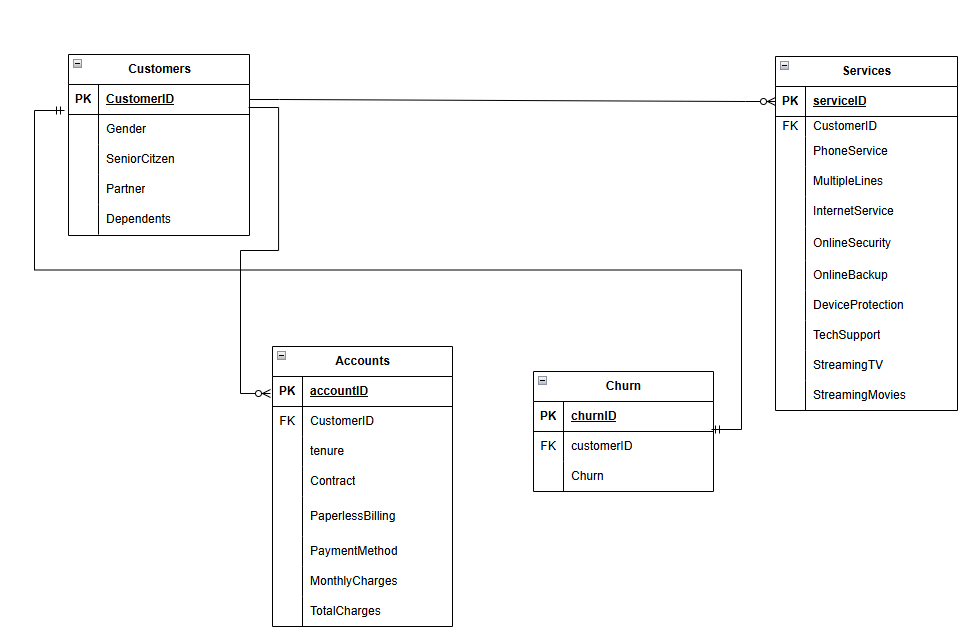 Customers
PK CustomerID
Gender
SeniorCitzen
Partner
Dependents
Services
PK serviceID
FK CustomerID
PhoneService
MultipleLines
InternetService
OnlineSecurity
OnlineBackup
DeviceProtection
TechSupport
StreamingTV
StreamingMovies
Accounts
PK accountID
FK CustomerID
tenure
Contract
PaperlessBilling
PaymentMethod
MonthlyCharges
TotalCharges
Churn
PK churnID
FK customerID
Churn